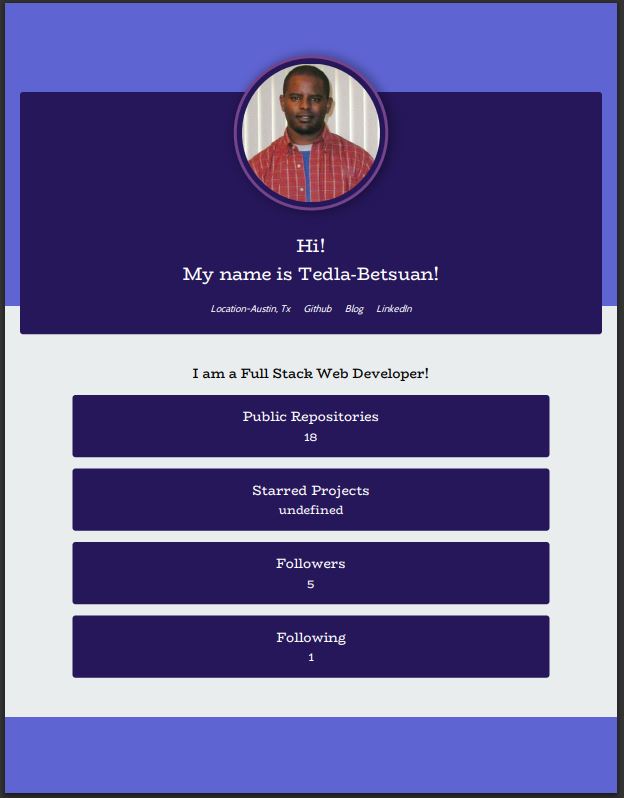 Hi!
My name is Tedla-Betsuan!
Location-Austin, Tx Github Blog LinkedIn
I am a Full Stack Web Developer!
Public Repositories
18
Starred Projects
undefined
Followers
5
Following
1